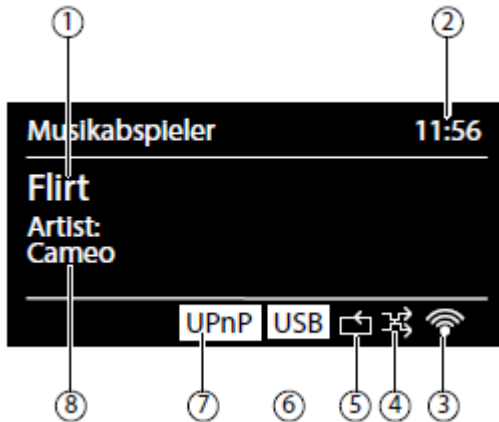 ① ②
Musikabspieler 11:56
Flirt
Artist:
Cameo
UPnP USB
⑧ ⑦ ⑥ ⑤ ④ ③